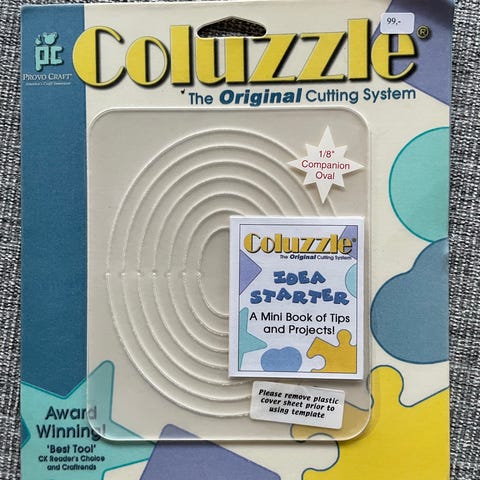 99,-
Coluzzle®
pc
PROVO CRAFT®
The Original Cutting System
1/8"
Companion
Oval
Coluzzle®
The Original Cutting System
IDEA
STARTER
A Mini Book of Tips
and Projects!
Please remove plastic
cover sheet prior to
using template
Award
Winning!
'Best Tool'
CK Reader's Choice
and Craftrends